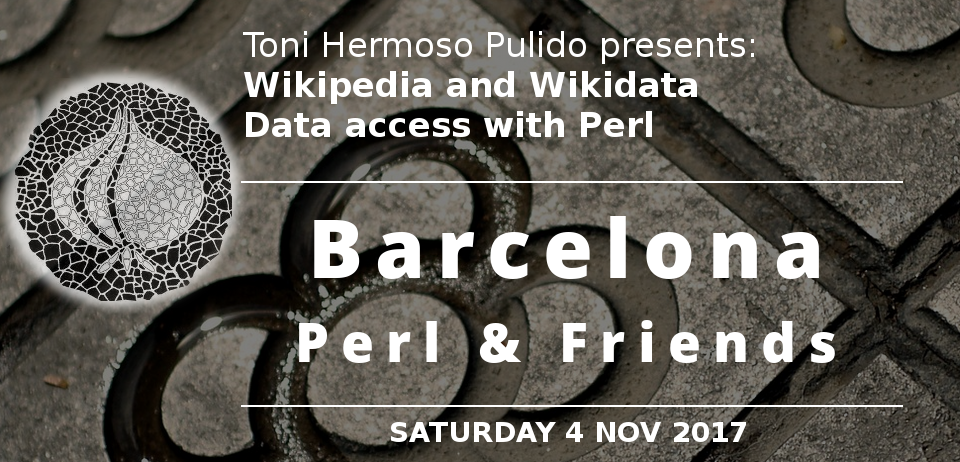 Toni Hermoso Pulido presents:
Wikipedia and Wikidata
Data access with Perl
Barcelona
Perl & Friends
SATURDAY 4 NOV 2017